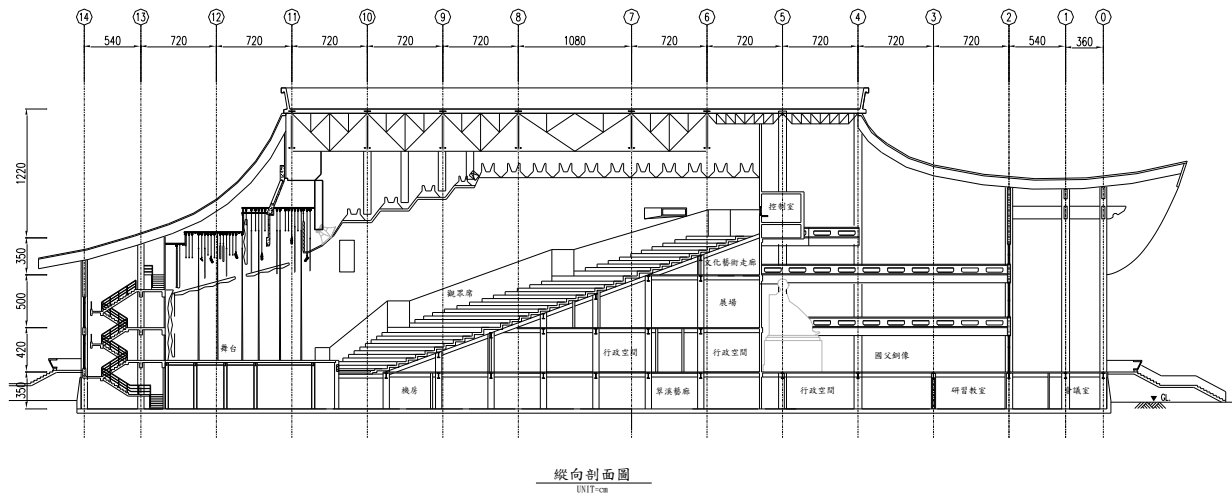 14 13 12 11 10 9 8 7 6 5 4 3 2 1 0
540 720 720 720 720 720 1080 720 720 720 720 720 540 360
1220
控制室
350
文化藝術走廊
500
觀眾席
展場
420
舞台
行政空間
行政空間
國父銅像
350
機房
翠溪藝廊
行政空間
研習教室
會議室
GL.
縱向剖面圖
UNIT=cm